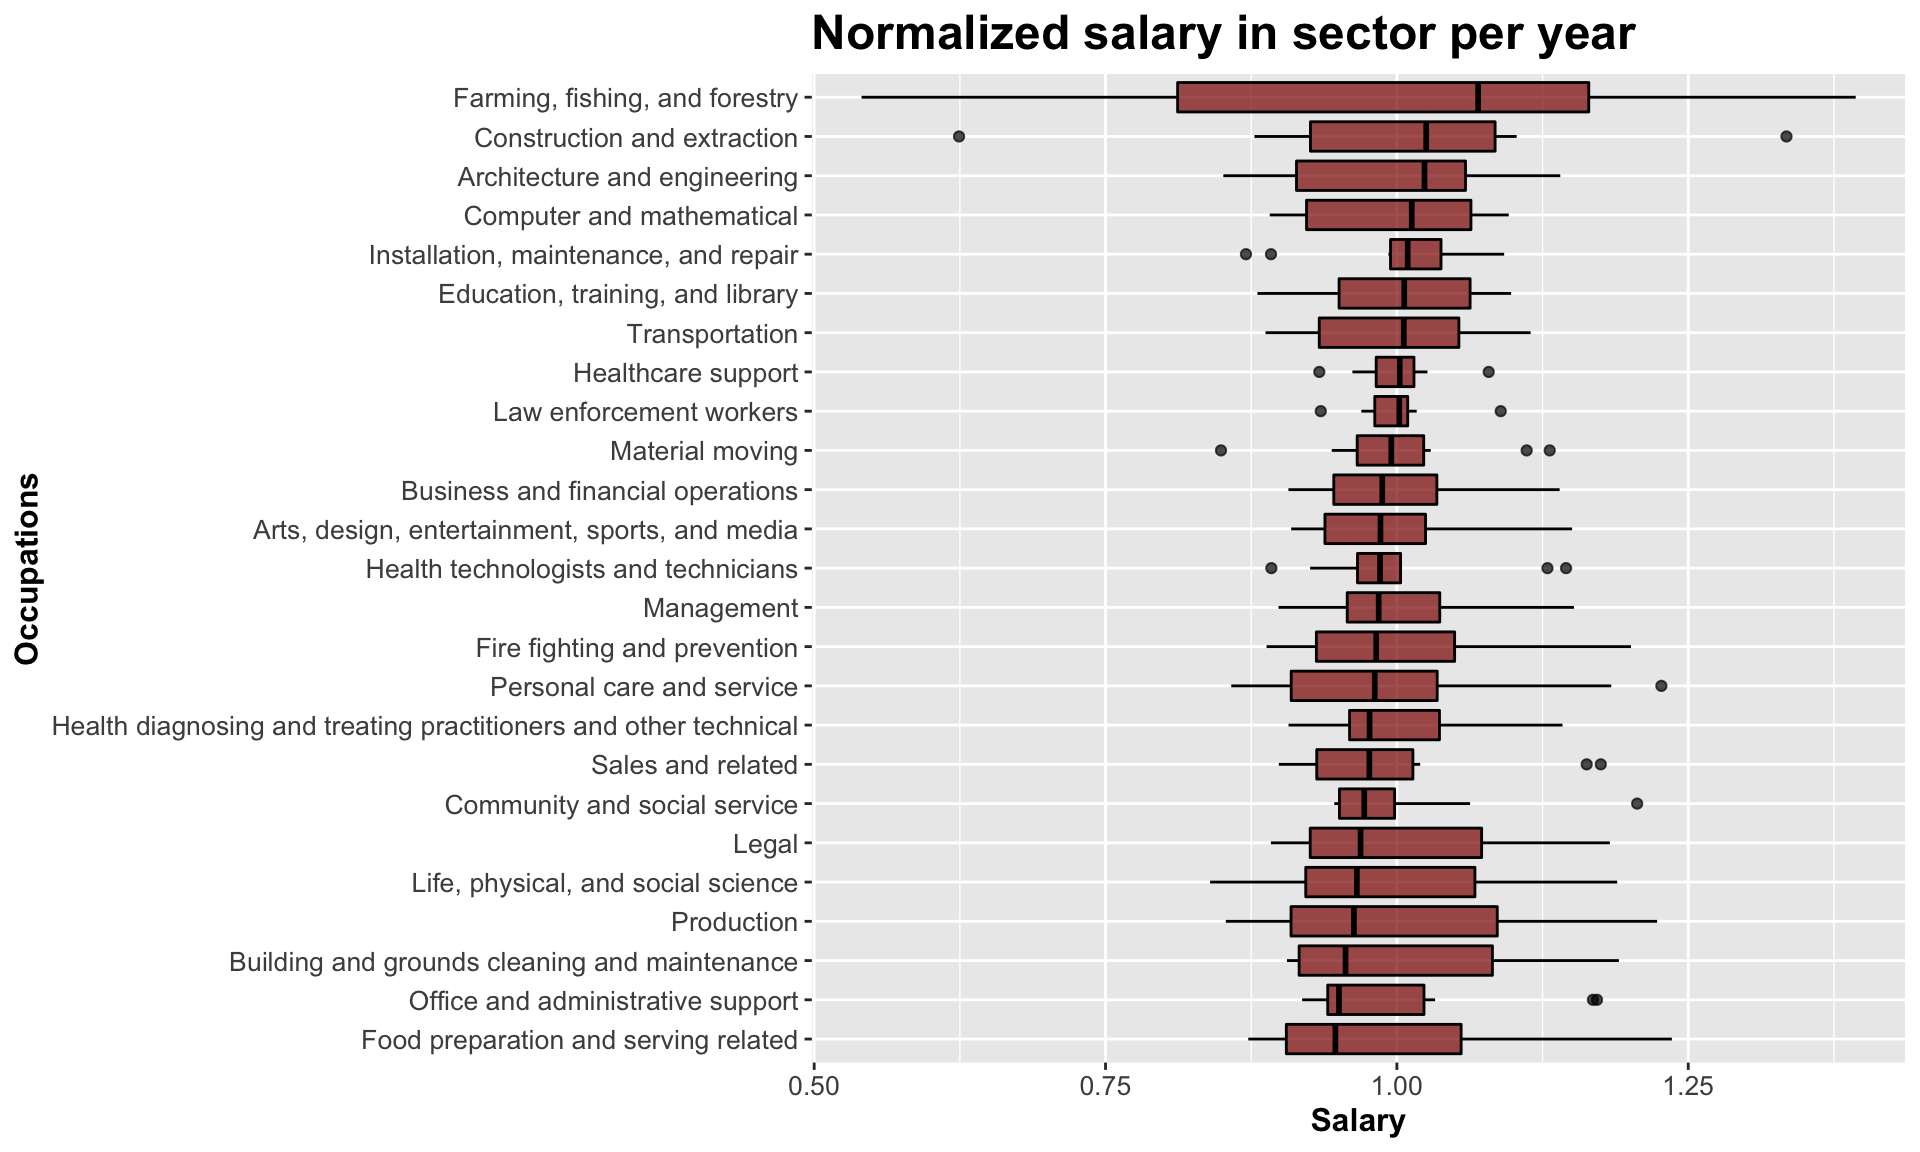 Normalized salary in sector per year
Occupations
Farming, fishing, and forestry
Construction and extraction
Architecture and engineering
Computer and mathematical
Installation, maintenance, and repair
Education, training, and library
Transportation
Healthcare support
Law enforcement workers
Material moving
Business and financial operations
Arts, design, entertainment, sports, and media
Health technologists and technicians
Management
Fire fighting and prevention
Personal care and service
Health diagnosing and treating practitioners and other technical
Sales and related
Community and social service
Legal
Life, physical, and social science
Production
Building and grounds cleaning and maintenance
Office and administrative support
Food preparation and serving related
0.50 0.75 1.00 1.25
Salary